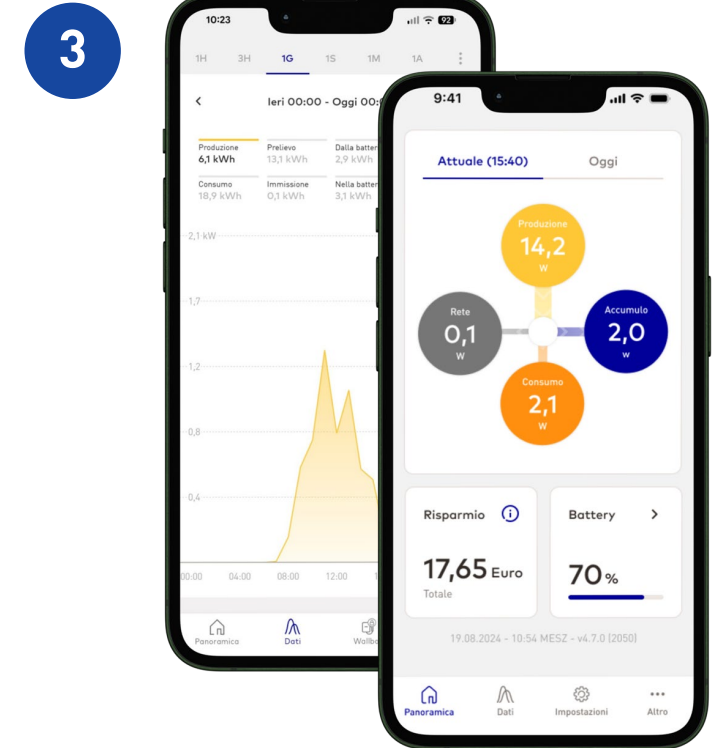 3
10:23
92
1H 3H 1G 1S 1M 1A
Ieri 00:00 - Oggi 00:
Produzione
6,1 kWh
Prelievo
13,1 kWh
Dalla batter
2,9 kWh
Consumo
18,9 kWh
Immissione
0,1 kWh
Nella batter
3,1 kWh
2,1 kW
1,7
1,2
0,8
0,4
00:00 04:00 08:00 12:00 1
Panoramica Dati Wallbo
9:41
Attuale (15:40) Oggi
Produzione
14,2
W
Rete
0,1
W
Accumulo
2,0
w
Consumo
2,1
W
Risparmio
17,65 Euro
Totale
Battery
70 %
19.08.2024 - 10:54 MESZ - v4.7.0 (2050)
Panoramica Dati Impostazioni Altro